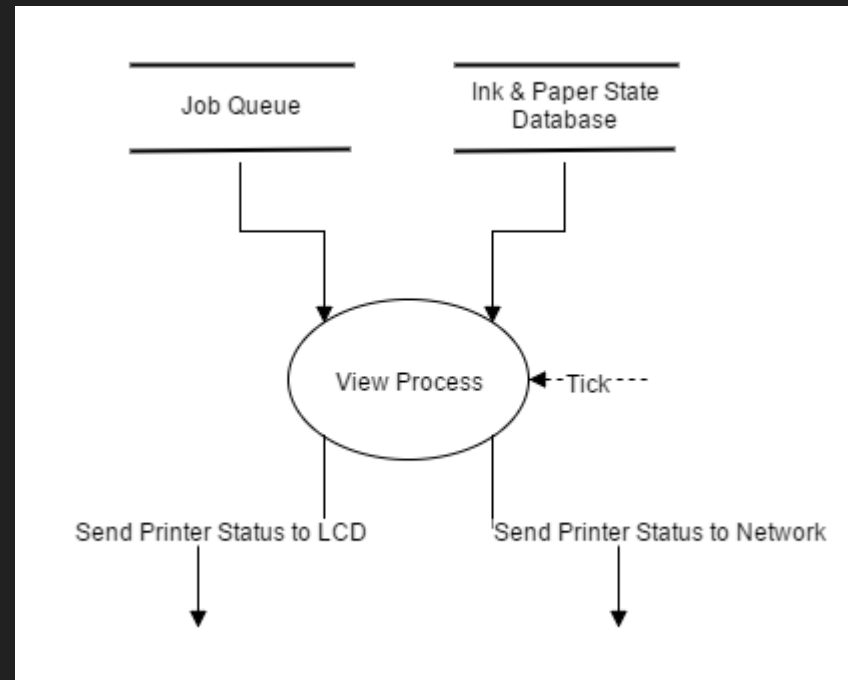 Job Queue
Ink & Paper State
Database
View Process
Tick
Send Printer Status to LCD
Send Printer Status to Network